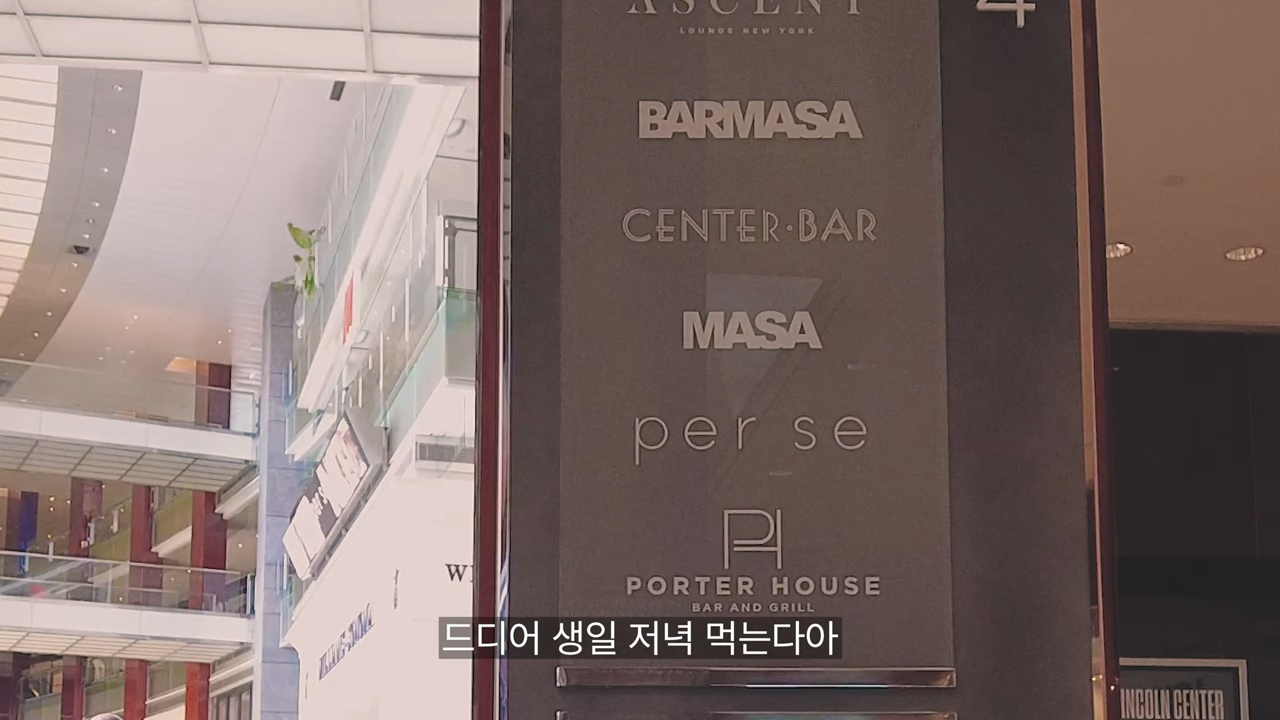 ASCENT
LOUNGE NEW YORK
4
BARMASA
CENTER·BAR
MASA
per se
PH
PORTER HOUSE
BAR AND GRILL
드디어 생일 저녁 먹는다아
LINCOLN CENTER